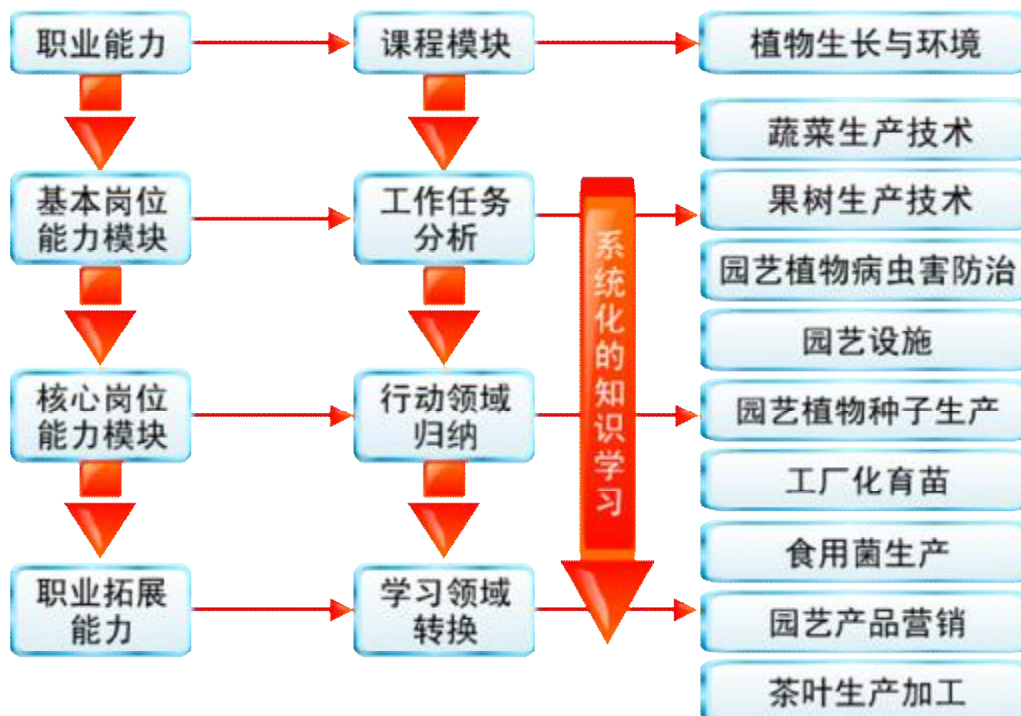 职业能力
课程模块
植物生长与环境
蔬菜生产技术
基本岗位
能力模块
工作任务
分析
果树生产技术
系统化的知识学习
园艺植物病虫害防治
园艺设施
核心岗位
能力模块
行动领域
归纳
园艺植物种子生产
工厂化育苗
食用菌生产
职业拓展
能力
学习领域
转换
园艺产品营销
茶叶生产加工